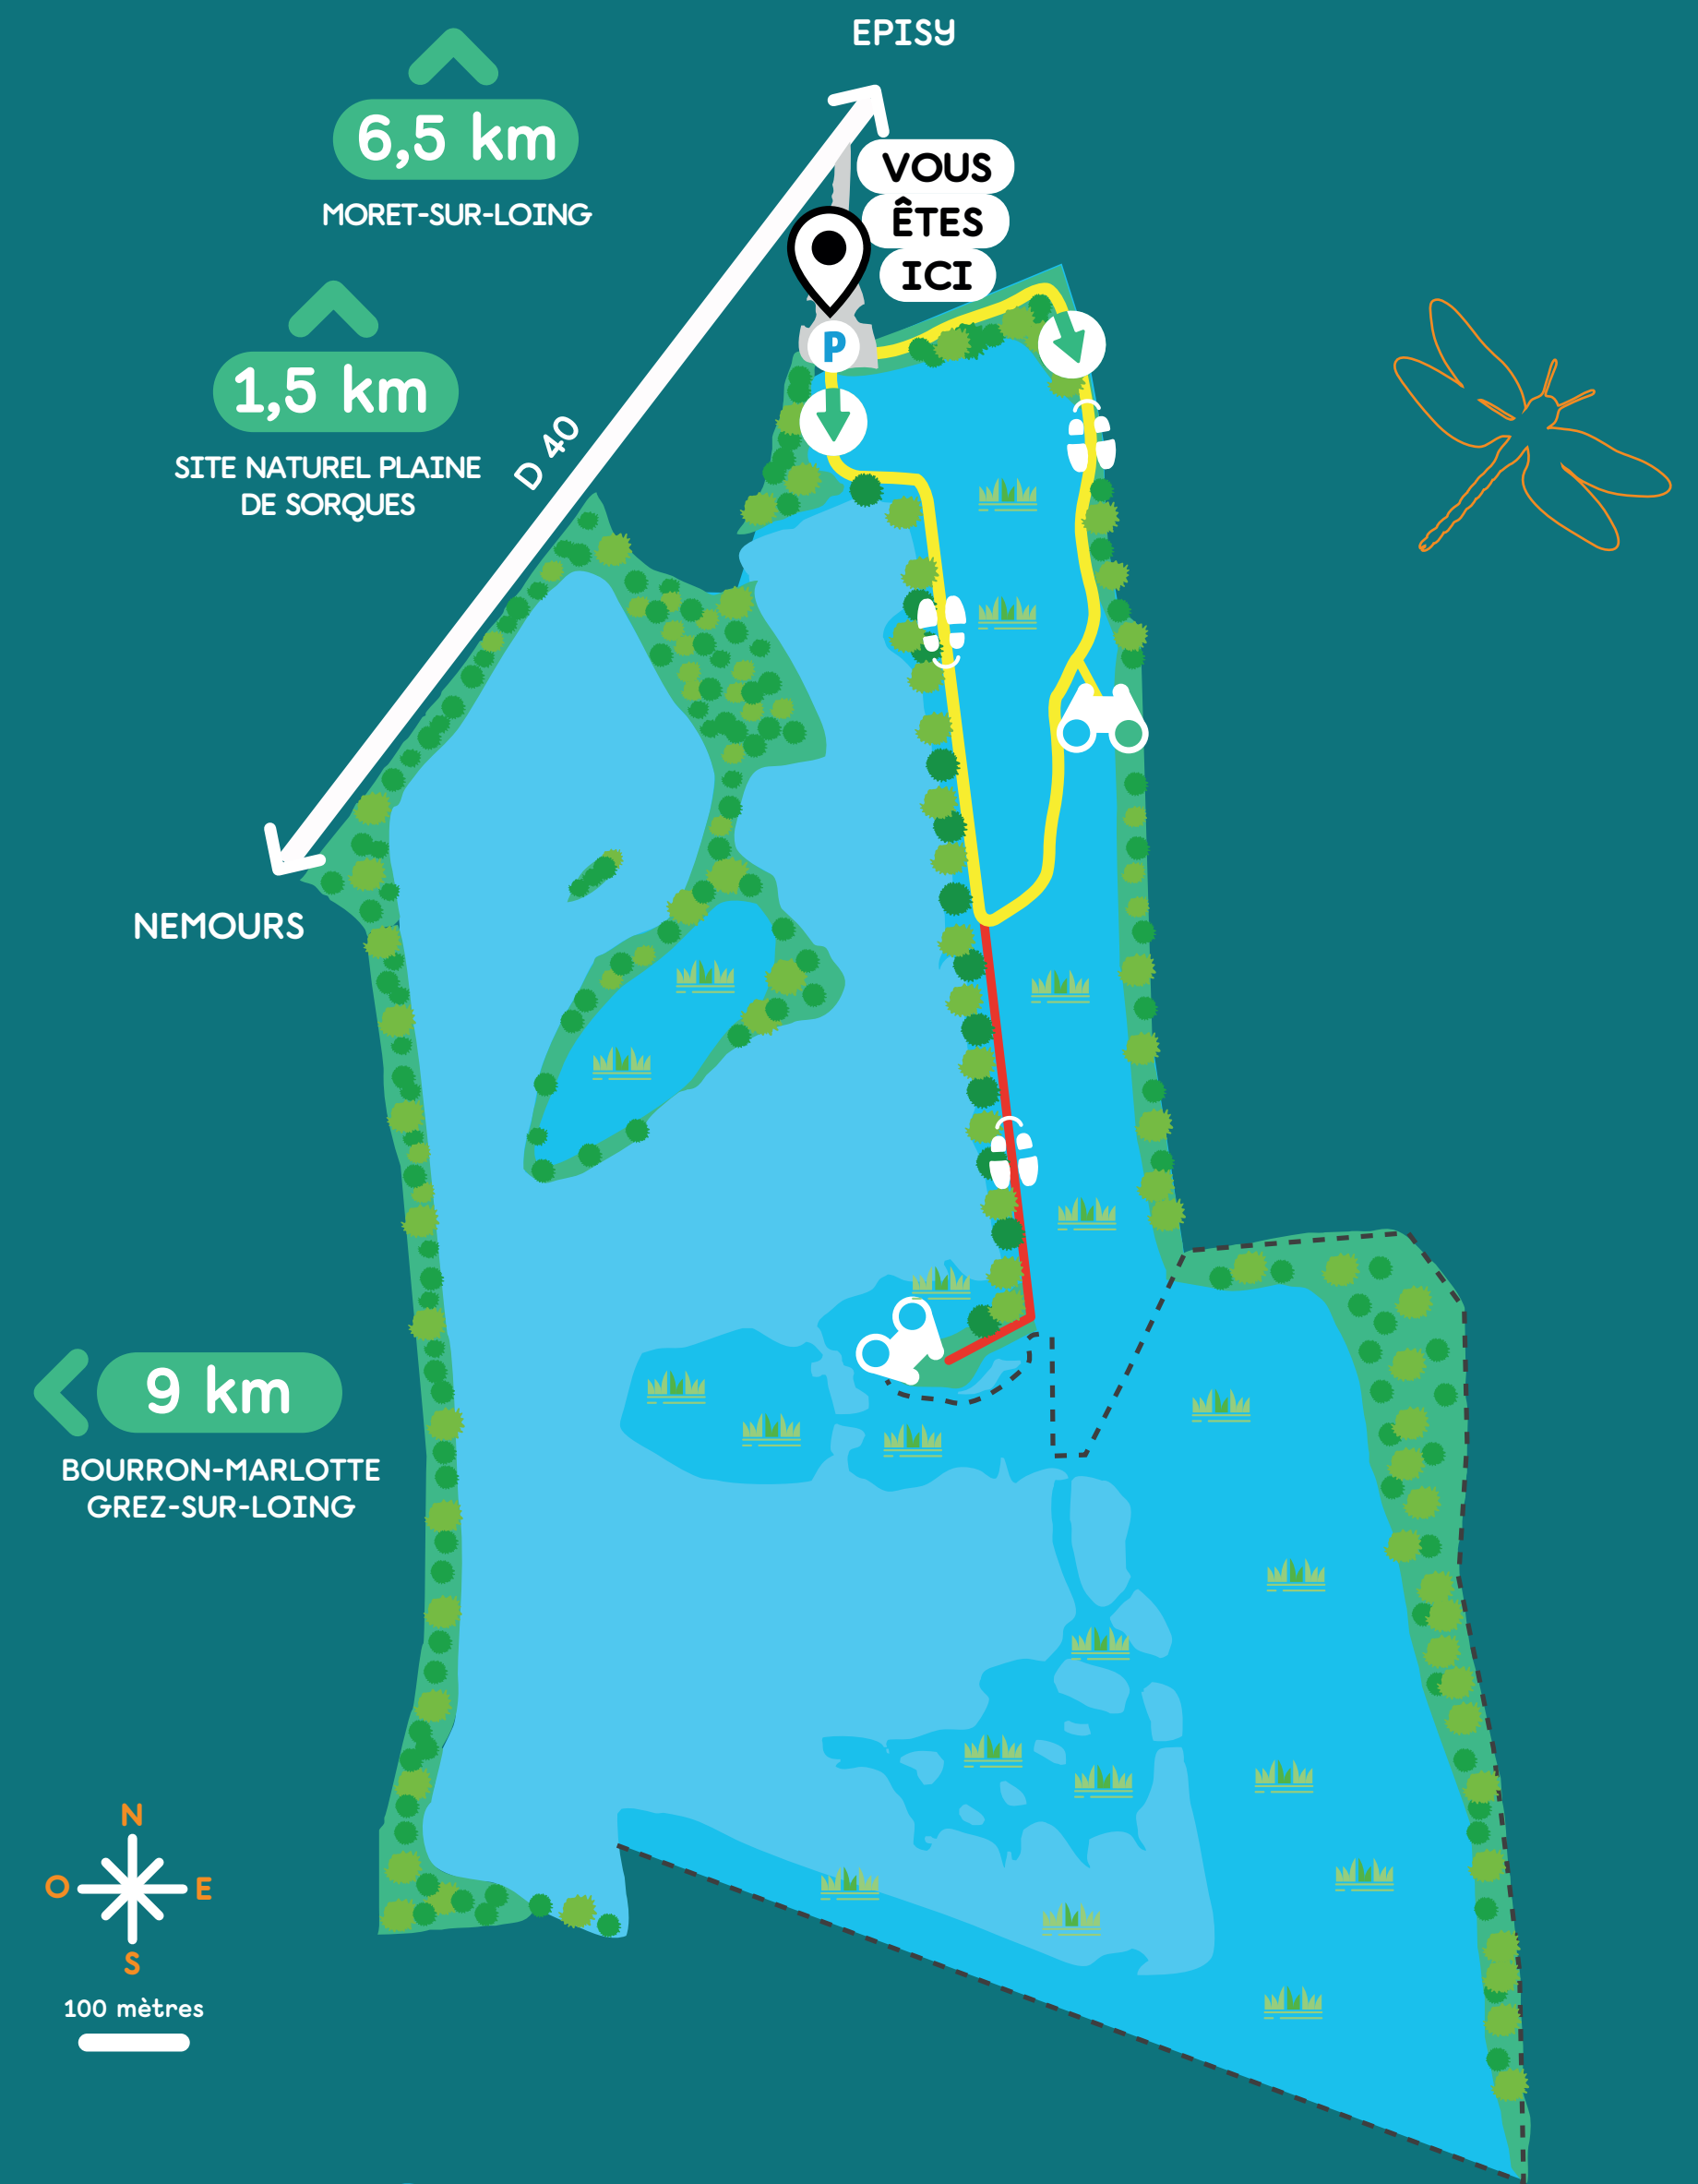 EPISY
6,5 km
MORET-SUR-LOING
VOUS
ÊTES
ICI
P
1,5 km
SITE NATUREL PLAINE
DE SORQUES
D 40
NEMOURS
9 km
BOURRON-MARLOTTE
GREZ-SUR-LOING
N
O
E
S
100 mètres